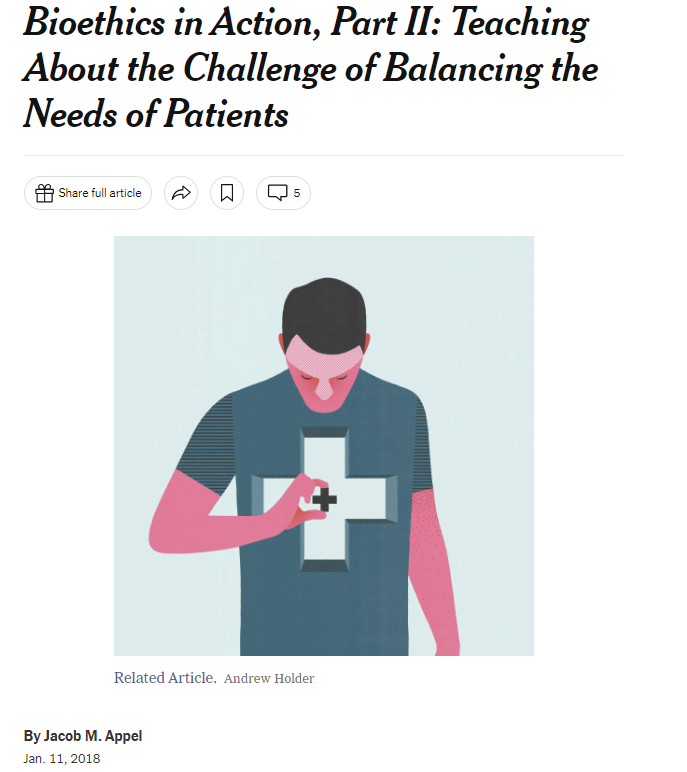 Bioethics in Action, Part II: Teaching
About the Challenge of Balancing the
Needs of Patients
Share full article
5
Related Article. Andrew Holder
By Jacob M. Appel
Jan. 11, 2018